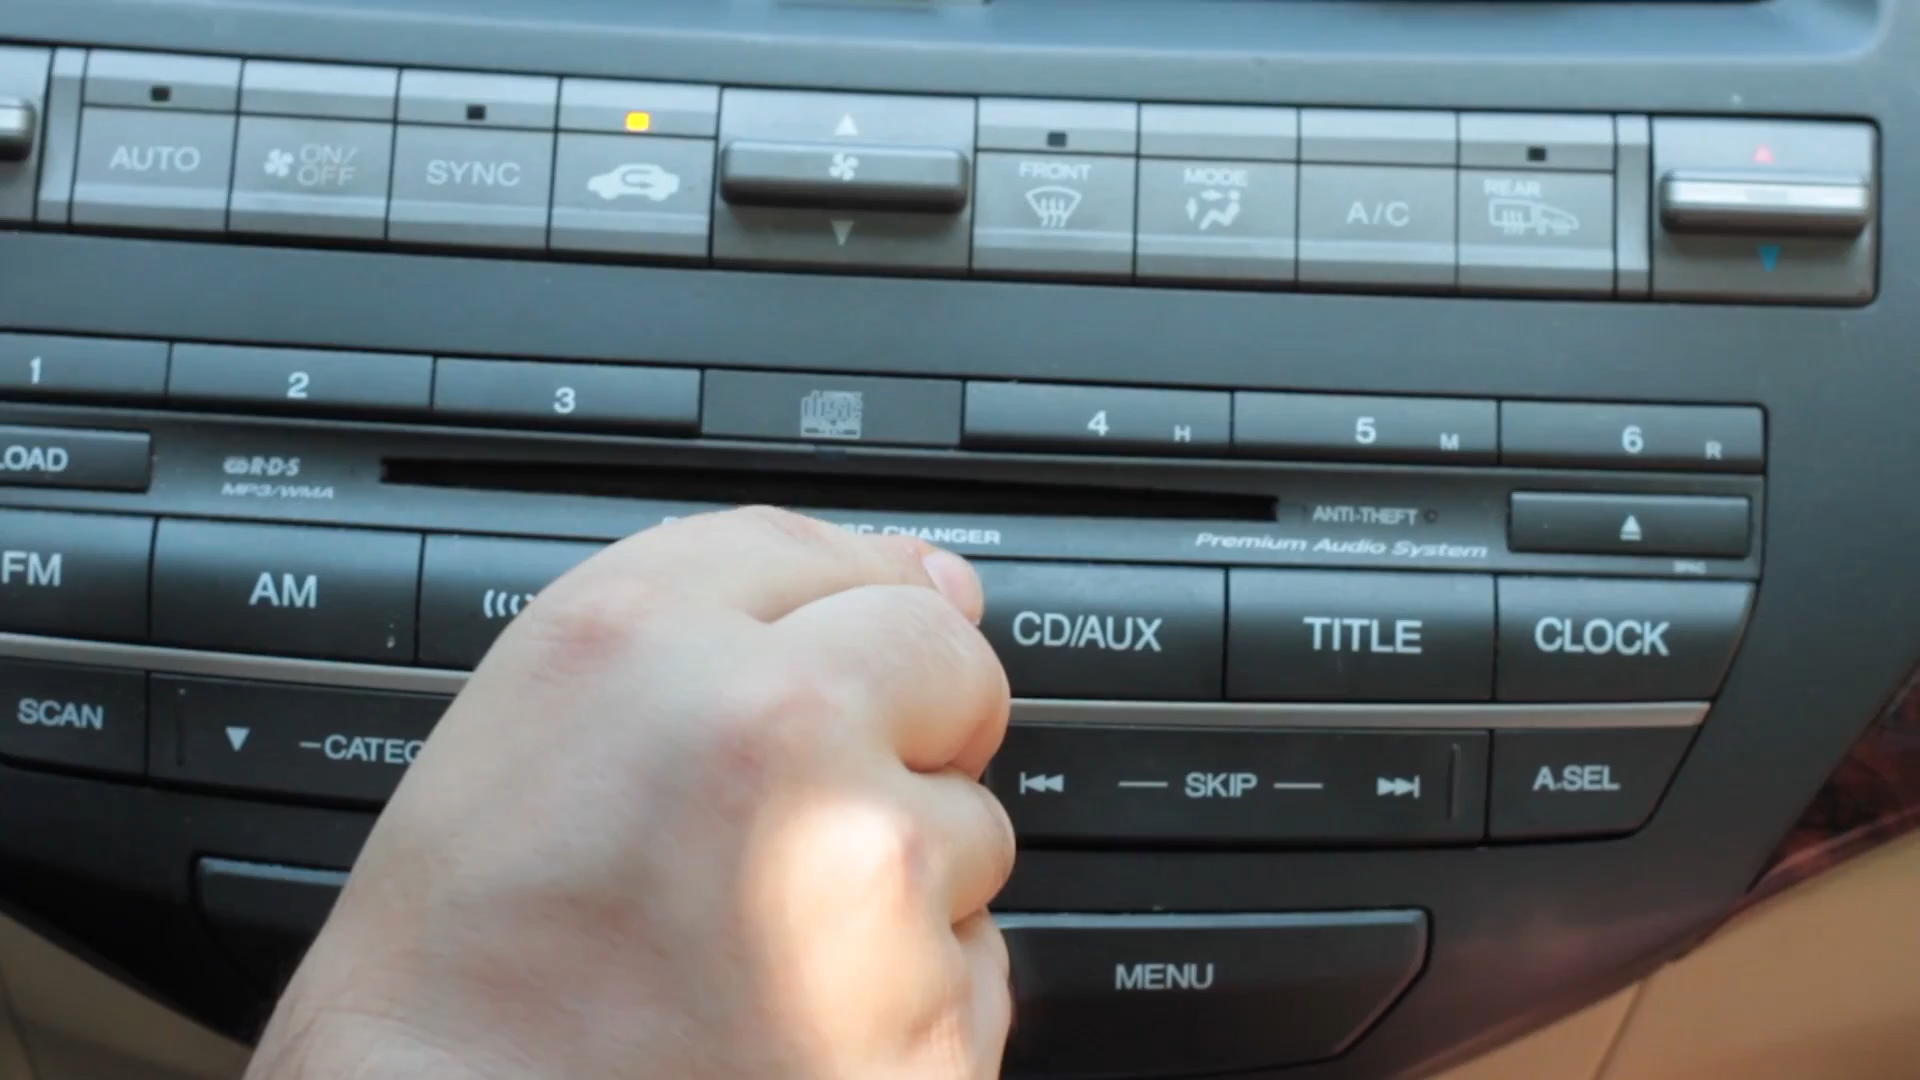 AUTO
ON/
OFF
SYNC
FRONT
MODE
A/C
REAR
1
2
3
disc
4 H
5 M
6 R
LOAD
R·D·S
MP3/WMA
ANTI-THEFT
CHANGER
Premium Audio System
FM
AM
CD/AUX
TITLE
CLOCK
SCAN
CATEG
SKIP
A.SEL
MENU